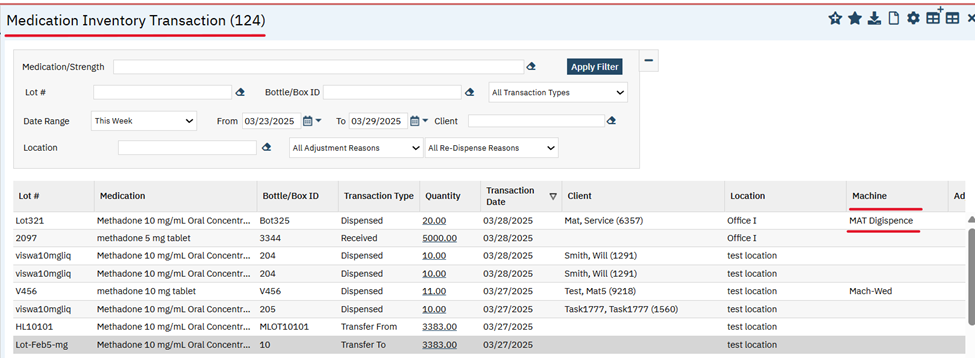 Medication Inventory Transaction (124)
Medication/Strength Apply Filter
Lot # Bottle/Box ID All Transaction Types
Date Range This Week From 03/23/2025 To 03/29/2025 Client
Location All Adjustment Reasons All Re-Dispense Reasons
Lot # Medication Bottle/Box ID Transaction Type Quantity Transaction Date Client Location Machine Ad
Lot321 Methadone 10 mg/mL Oral Concentr... Bot325 Dispensed 20.00 03/28/2025 Mat, Service (6357) Office I MAT Digispence
2097 methadone 5 mg tablet 3344 Received 5000.00 03/28/2025 Office I
viswa10mgliq Methadone 10 mg/mL Oral Concentr... 204 Dispensed 10.00 03/28/2025 Smith, Will (1291) test location
viswa10mgliq Methadone 10 mg/mL Oral Concentr... 204 Dispensed 10.00 03/28/2025 Smith, Will (1291) test location
V456 methadone 10 mg tablet V456 Dispensed 11.00 03/27/2025 Test, Mat5 (9218) test location Mach-Wed
viswa10mgliq Methadone 10 mg/mL Oral Concentr... 205 Dispensed 10.00 03/27/2025 Task1777, Task1777 (1560) test location
HL10101 Methadone 10 mg/mL Oral Concentr... MLOT10101 Transfer From 3383.00 03/27/2025 test location
Lot-Feb5-mg Methadone 10 mg/mL Oral Concentr... 10 Transfer To 3383.00 03/27/2025 test location